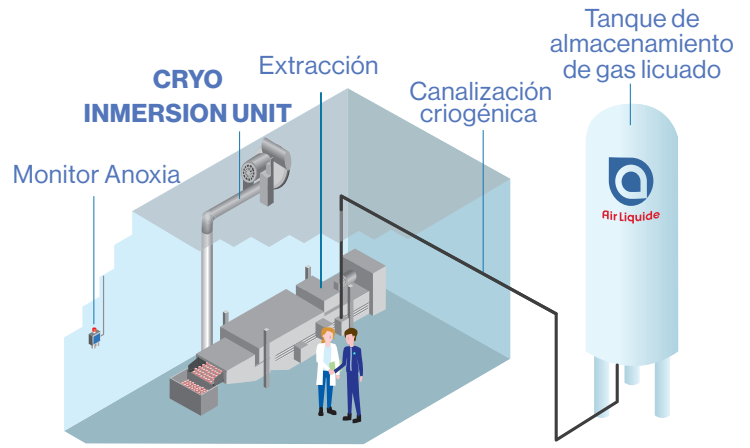 Tanque de
almacenamiento
de gas licuado
CRYO
INMERSION UNIT
Extracción
Canalización
criogénica
Monitor Anoxia
Air Liquide